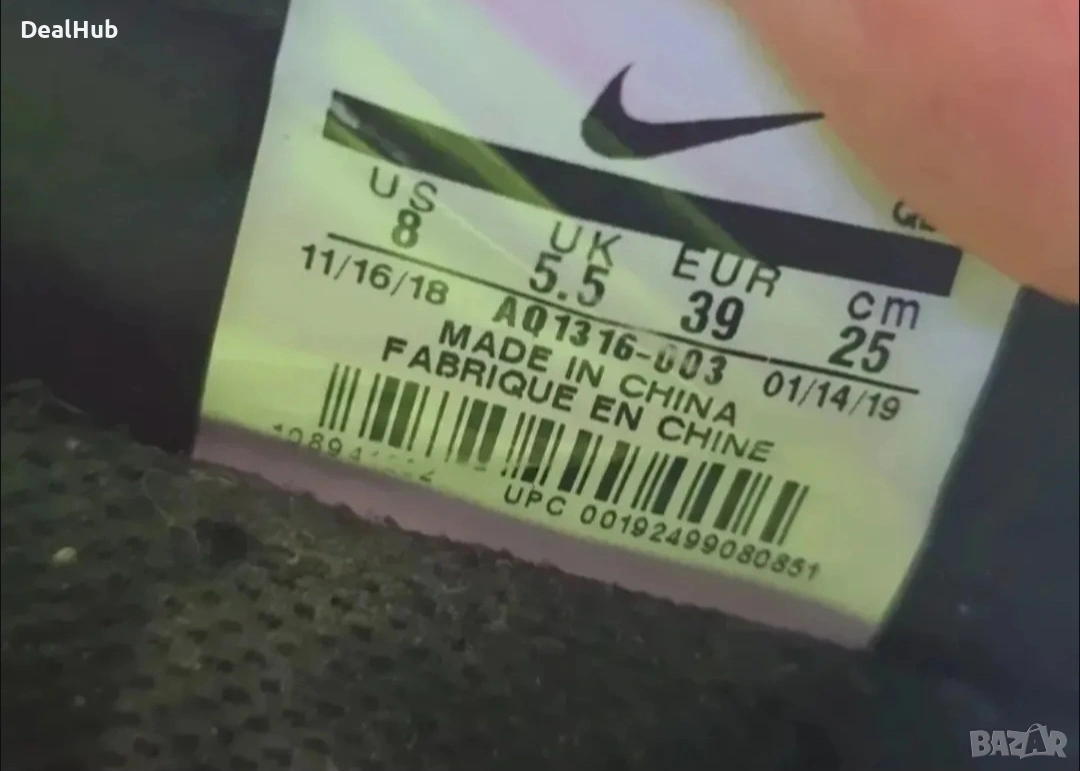 DealHub
US UK EUR cm
8 5.5 39 25
11/16/18 AQ1316-003 01/14/19
MADE IN CHINA
FABRIQUE EN CHINE
UPC 00192499080851
BAZAR